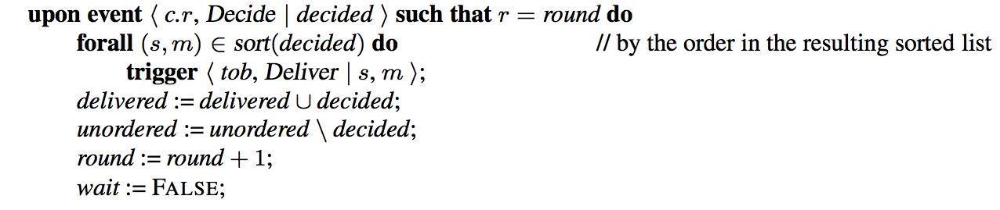 upon event ⟨ c.r, Decide | decided ⟩ such that r = round do
forall (s, m) ∈ sort(decided) do // by the order in the resulting sorted list
trigger ⟨ tob, Deliver | s, m ⟩;
delivered := delivered ∪ decided;
unordered := unordered \ decided;
round := round + 1;
wait := FALSE;